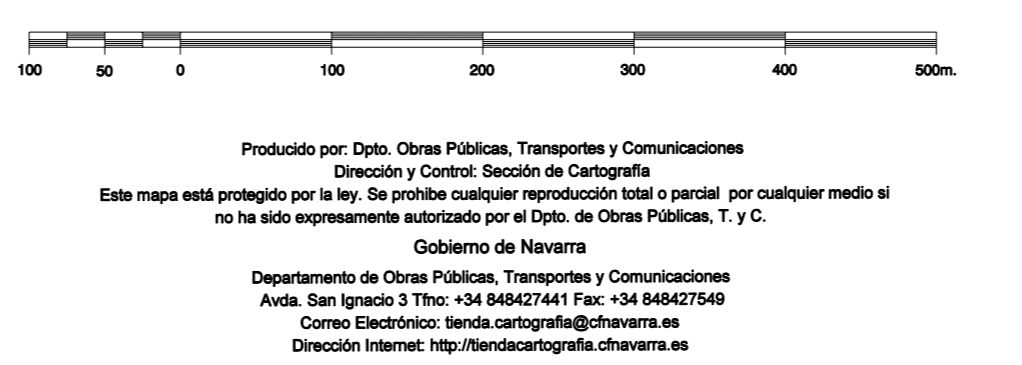 100 50 0 100 200 300 400 500m.
Producido por: Dpto. Obras Públicas, Transportes y Comunicaciones
Dirección y Control: Sección de Cartografía
Este mapa está protegido por la ley. Se prohibe cualquier reproducción total o parcial por cualquier medio si
no ha sido expresamente autorizado por el Dpto. de Obras Públicas, T. y C.
Gobierno de Navarra
Departamento de Obras Públicas, Transportes y Comunicaciones
Avda. San Ignacio 3 Tfno: +34 848427441 Fax: +34 848427549
Correo Electrónico: tienda.cartografia@cfnavarra.es
Dirección Internet: http://tiendacartografia.cfnavarra.es